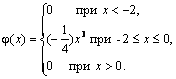 0 при x < -2,
φ(x) = { (-1/4)x³ при -2 ≤ x ≤ 0,
0 при x > 0.